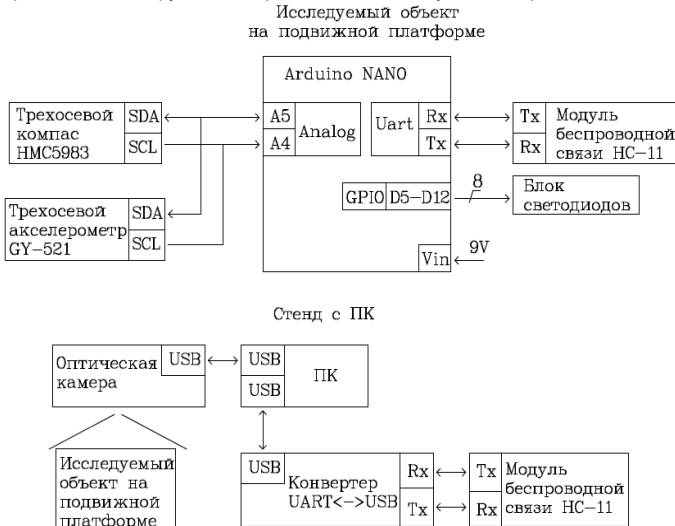 Исследуемый объект
на подвижной платформе
Arduino NANO
Трехосевой
компас
HMC5983
SDA
SCL
A5
A4
Analog
Uart
Rx
Tx
Tx
Rx
Модуль
беспроводной
связи HC-11
GPIO
D5-D12
8
Блок
светодиодов
Трехосевой
акселерометр
GY-521
SDA
SCL
Vin
9V
Стенд с ПК
Оптическая
камера
USB
USB
USB
ПК
Исследуемый
объект на
подвижной
платформе
USB
Конвертер
UART<->USB
Rx
Tx
Tx
Rx
Модуль
беспроводной
связи HC-11